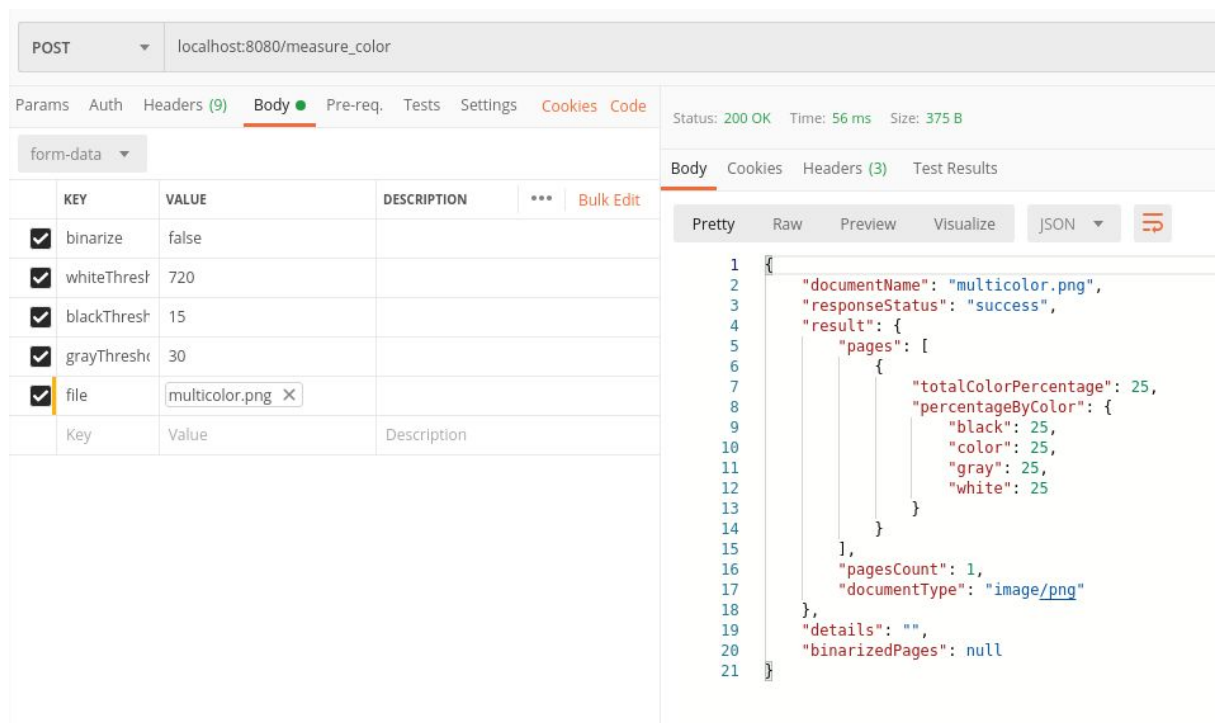 POST localhost:8080/measure_color
Params Auth Headers (9) Body Pre-req. Tests Settings Cookies Code
form-data
KEY VALUE DESCRIPTION ••• Bulk Edit
binarize false
whiteThresh 720
blackThresh 15
grayThresho 30
file multicolor.png ✕
Key Value Description
Status: 200 OK Time: 56 ms Size: 375 B
Body Cookies Headers (3) Test Results
Pretty Raw Preview Visualize JSON
1 {
2 "documentName": "multicolor.png",
3 "responseStatus": "success",
4 "result": {
5 "pages": [
6 {
7 "totalColorPercentage": 25,
8 "percentageByColor": {
9 "black": 25,
10 "color": 25,
11 "gray": 25,
12 "white": 25
13 }
14 }
15 ],
16 "pagesCount": 1,
17 "documentType": "image/png"
18 },
19 "details": "",
20 "binarizedPages": null
21 }